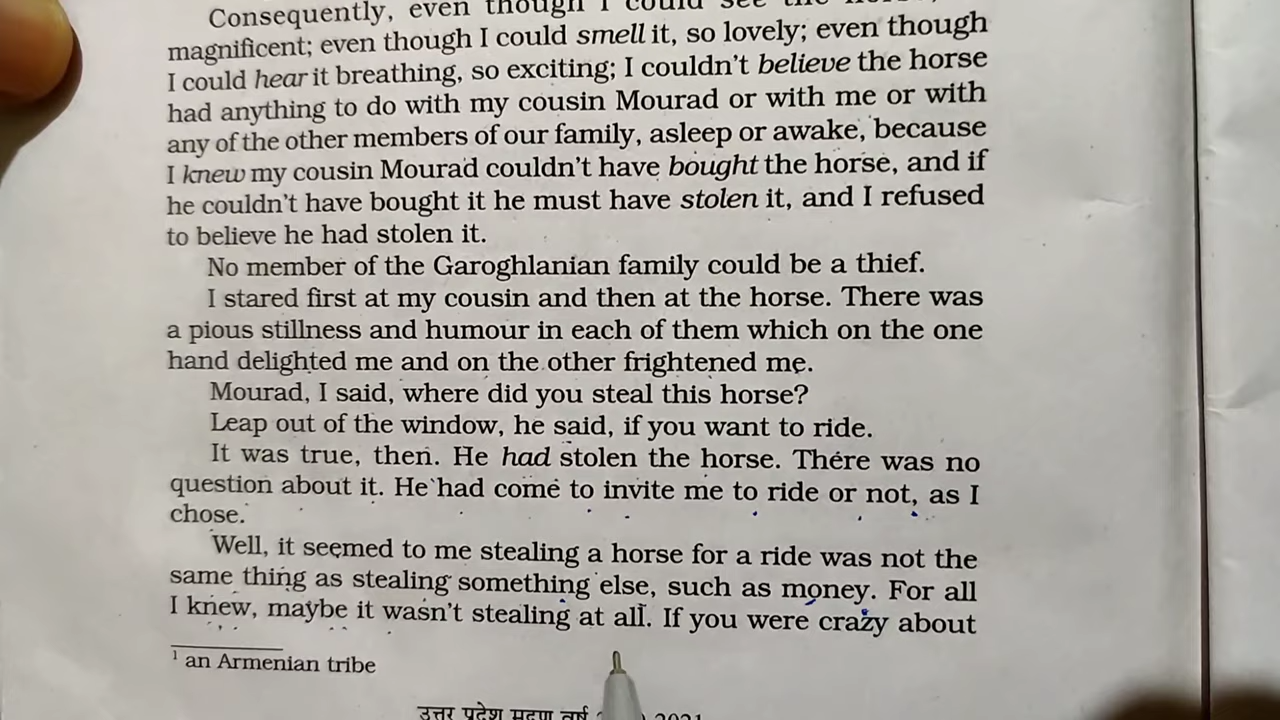 Consequently, even though I could see the
magnificent; even though I could smell it, so lovely; even though
I could hear it breathing, so exciting; I couldn't believe the horse
had anything to do with my cousin Mourad or with me or with
any of the other members of our family, asleep or awake, because
I knew my cousin Mourad couldn't have bought the horse, and if
he couldn't have bought it he must have stolen it, and I refused
to believe he had stolen it.
No member of the Garoghlanian family could be a thief.
I stared first at my cousin and then at the horse. There was
a pious stillness and humour in each of them which on the one
hand delighted me and on the other frightened me.
Mourad, I said, where did you steal this horse?
Leap out of the window, he said, if you want to ride.
It was true, then. He had stolen the horse. There was no
question about it. He had come to invite me to ride or not, as I
chose.
Well, it seemed to me stealing a horse for a ride was not the
same thing as stealing something else, such as money. For all
I knew, maybe it wasn't stealing at all. If you were crazy about
1 an Armenian tribe
उत्तर प्रदेश मुद्रण वर्ष 2021